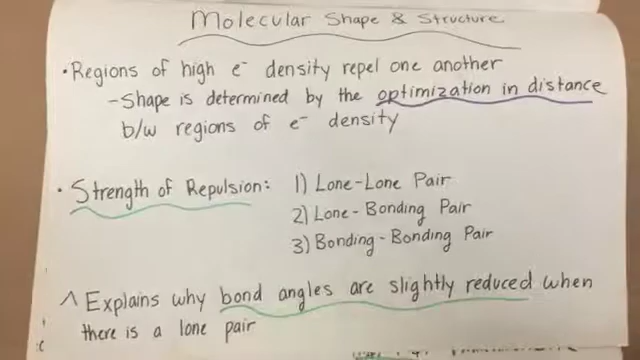 Molecular Shape & Structure
• Regions of high e⁻ density repel one another
- Shape is determined by the optimization in distance
b/w regions of e⁻ density
• Strength of Repulsion: 1) Lone-Lone Pair
2) Lone-Bonding Pair
3) Bonding-Bonding Pair
^ Explains why bond angles are slightly reduced when
there is a lone pair